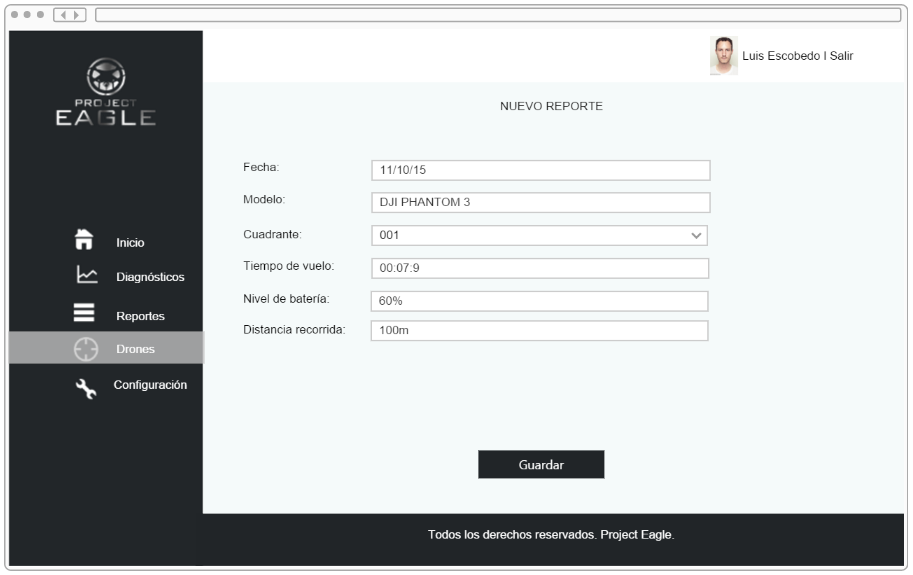 Luis Escobedo | Salir
PROJECT
EAGLE
NUEVO REPORTE
Fecha: 11/10/15
Modelo: DJI PHANTOM 3
Cuadrante: 001
Tiempo de vuelo: 00:07:9
Nivel de batería: 60%
Distancia recorrida: 100m
Inicio
Diagnósticos
Reportes
Drones
Configuración
Guardar
Todos los derechos reservados. Project Eagle.